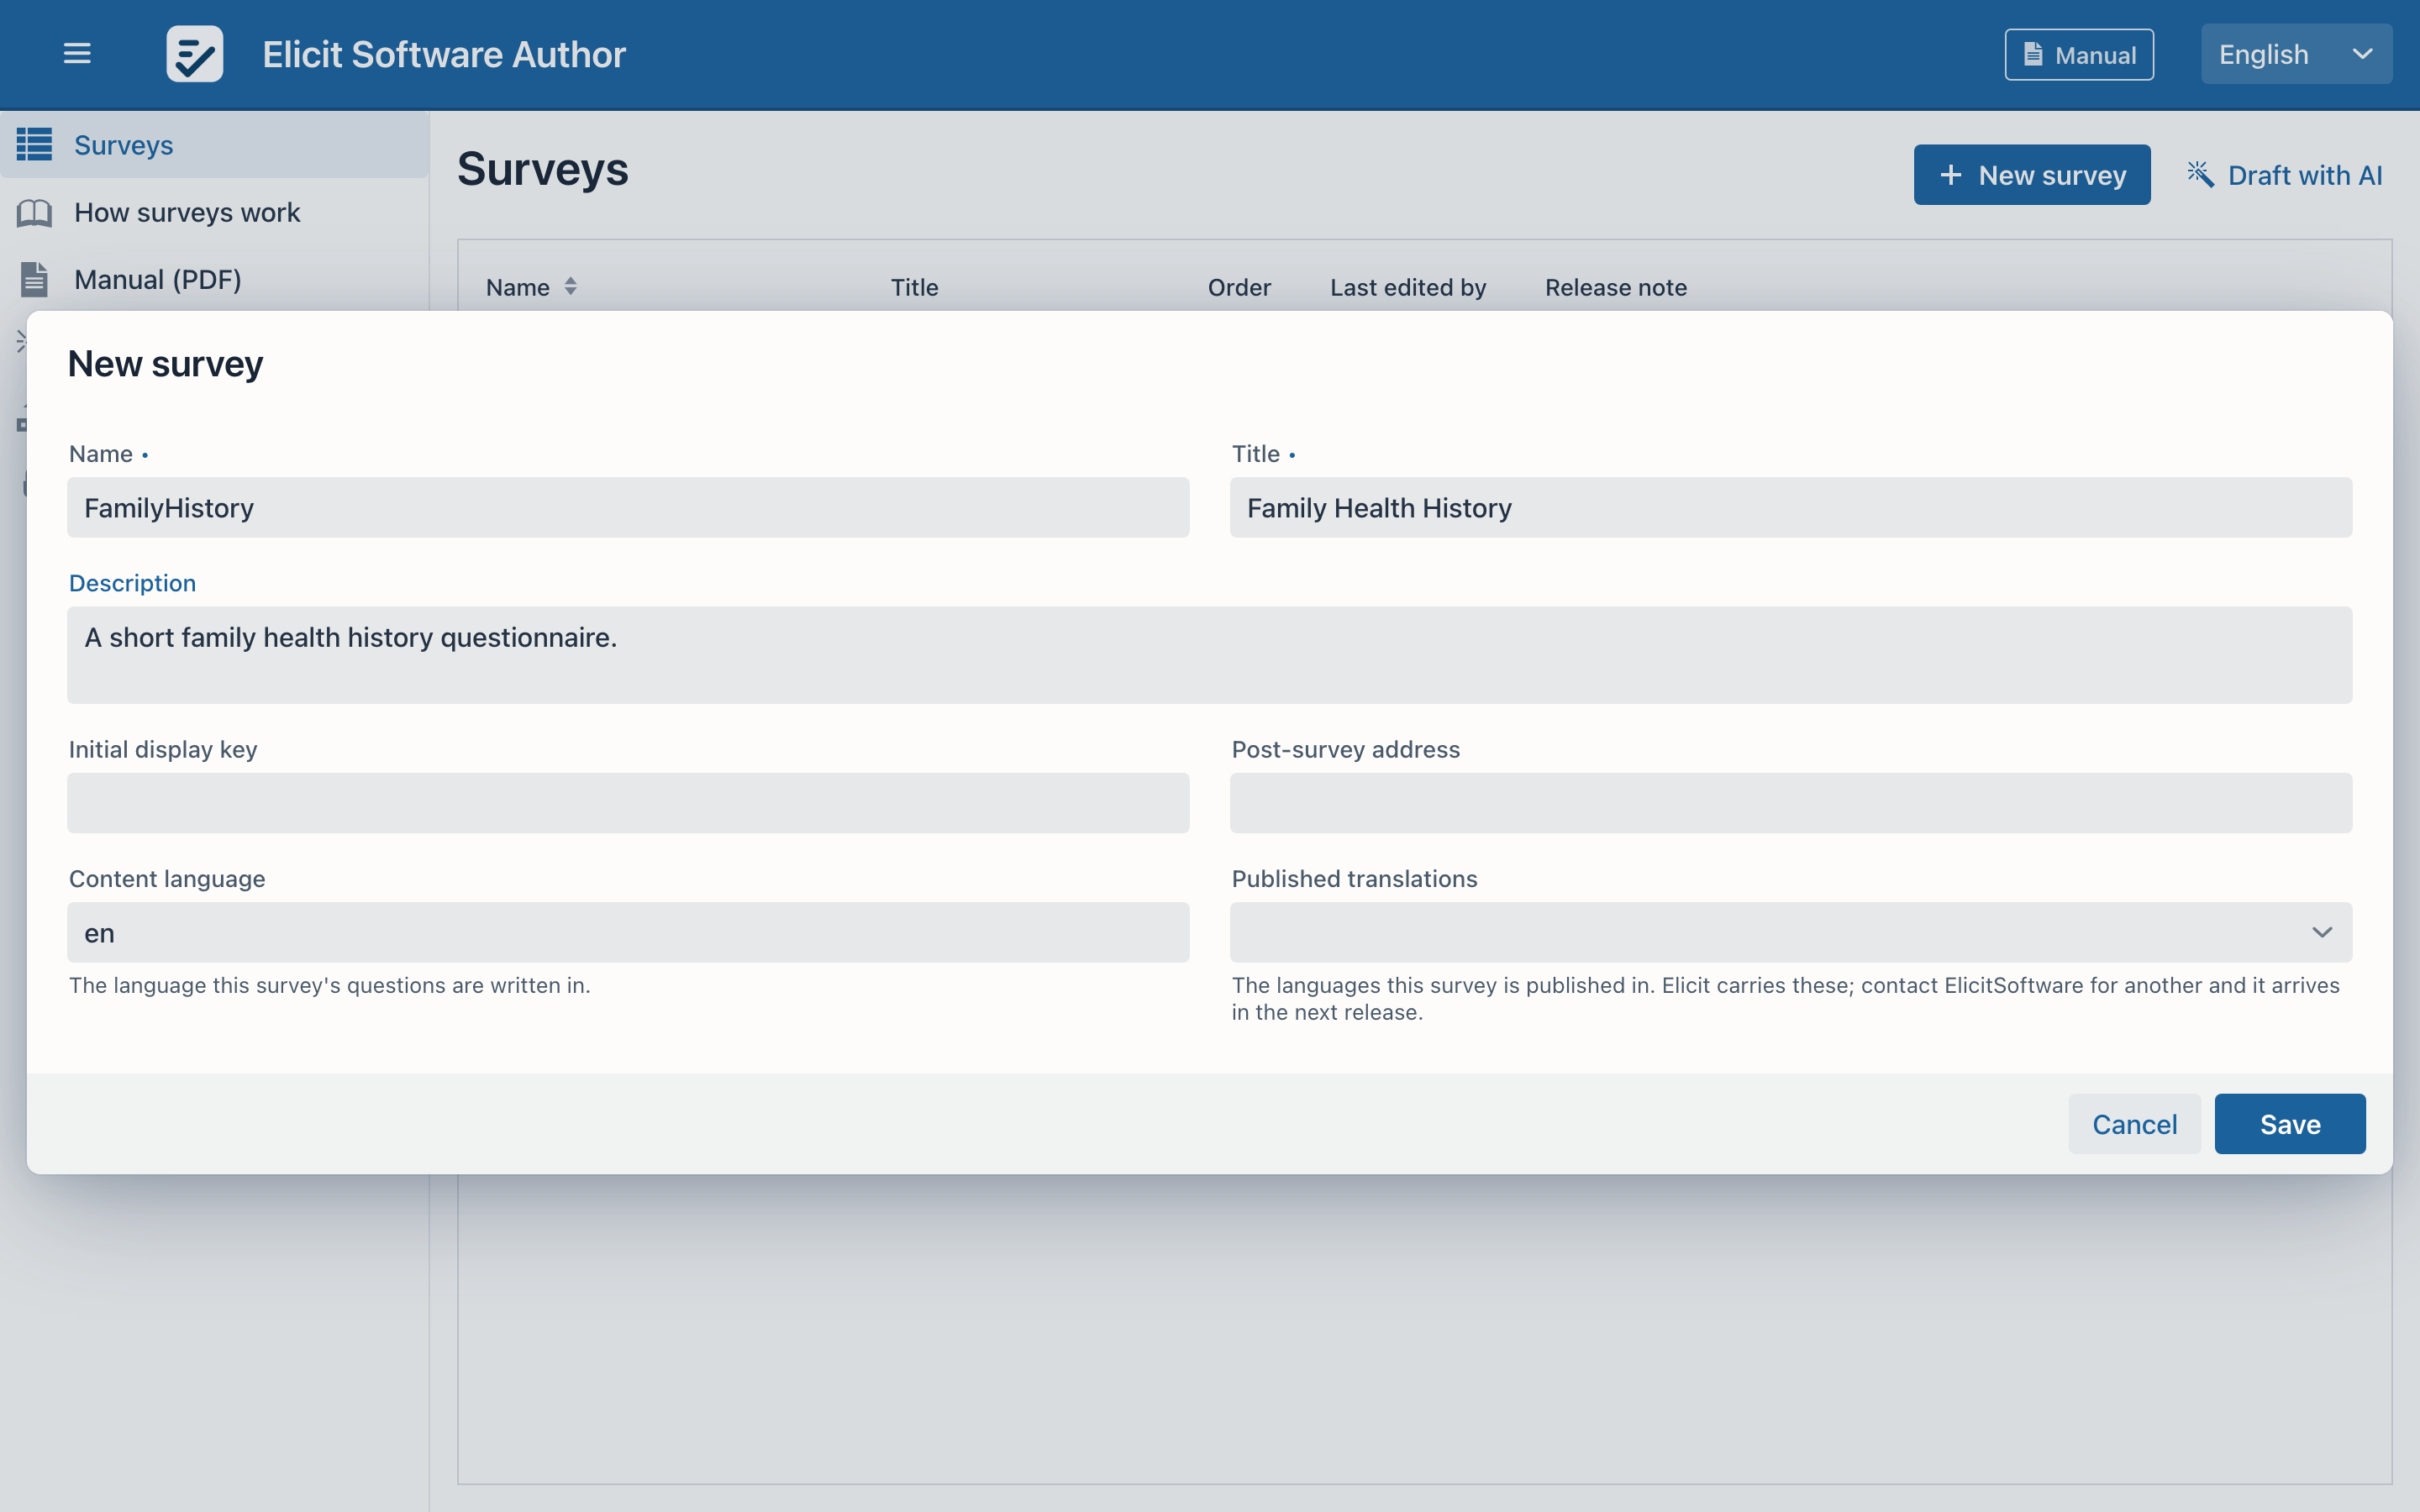 Elicit Software Author
Manual
English
Surveys
How surveys work
Manual (PDF)
Surveys
New survey
Draft with AI
Name
Title
Order
Last edited by
Release note
New survey
Name •
Title •
FamilyHistory
Family Health History
Description
A short family health history questionnaire.
Initial display key
Post-survey address
Content language
Published translations
en
The language this survey's questions are written in.
The languages this survey is published in. Elicit carries these; contact ElicitSoftware for another and it arrives
in the next release.
Cancel
Save